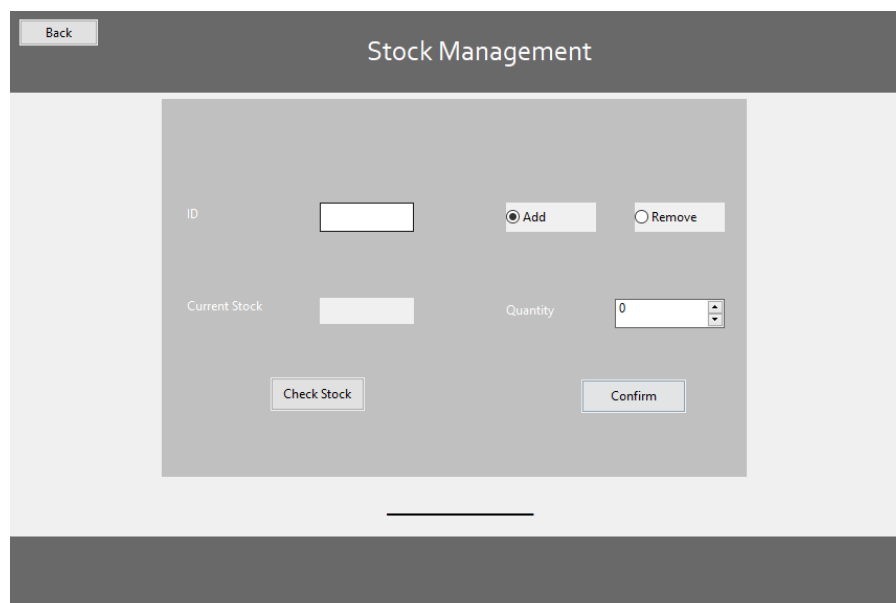 Back
Stock Management
ID
Add
Remove
Current Stock
Quantity
0
Check Stock
Confirm